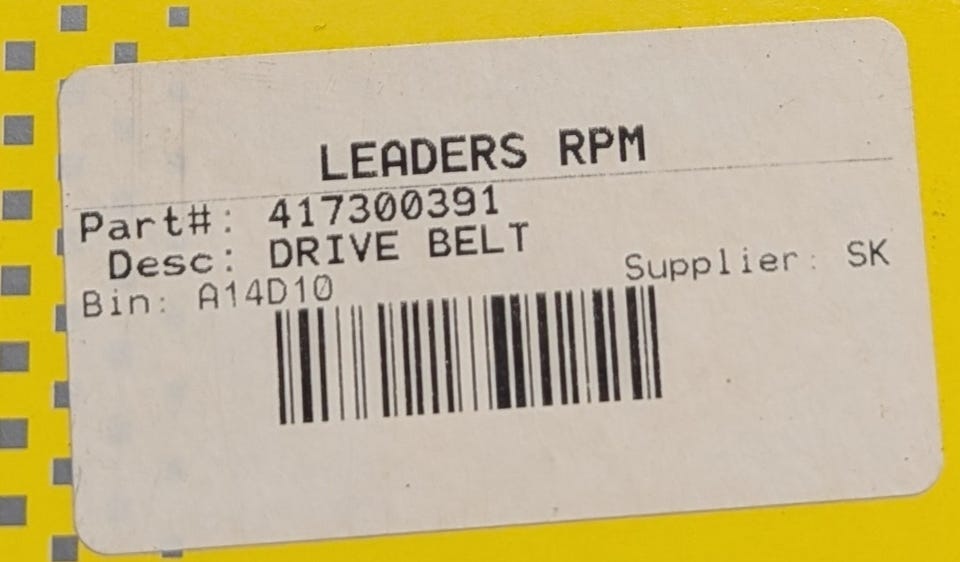 LEADERS RPM
Part#: 417300391
Desc: DRIVE BELT
Bin: A14D10 Supplier: SK